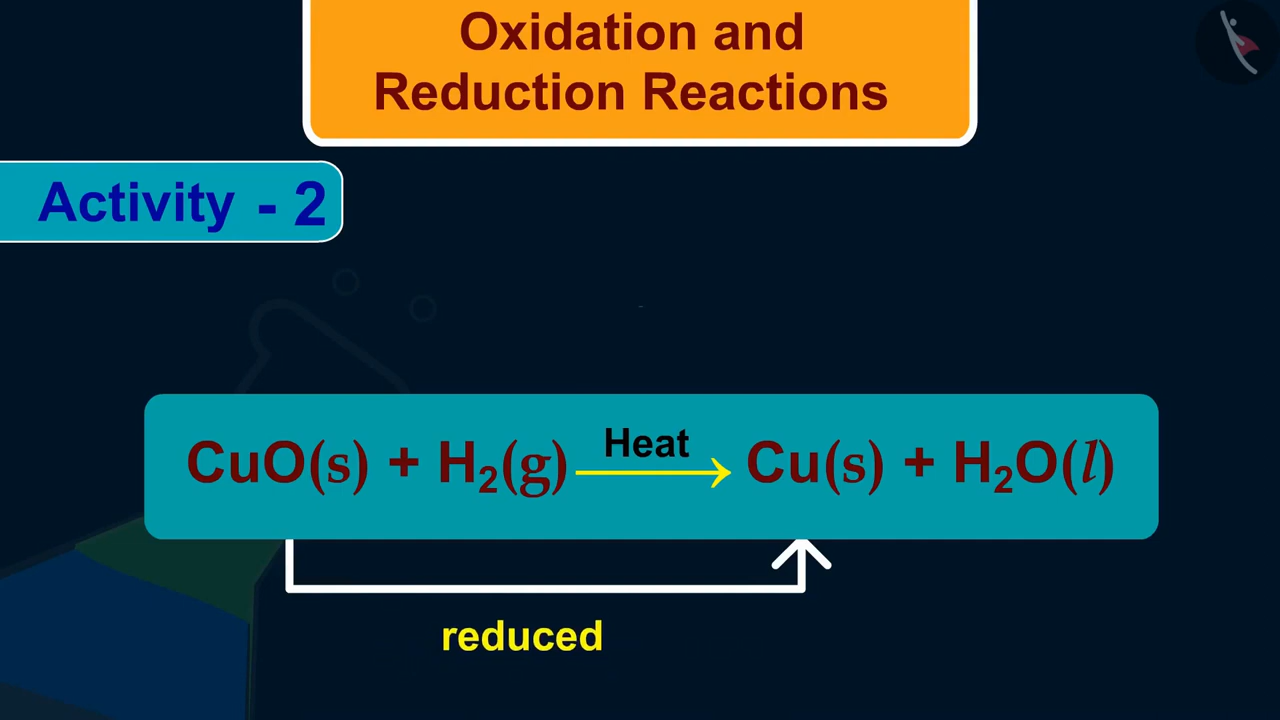 Oxidation and
Reduction Reactions
Activity - 2
Heat
CuO(s) + H₂(g) → Cu(s) + H₂O(l)
reduced